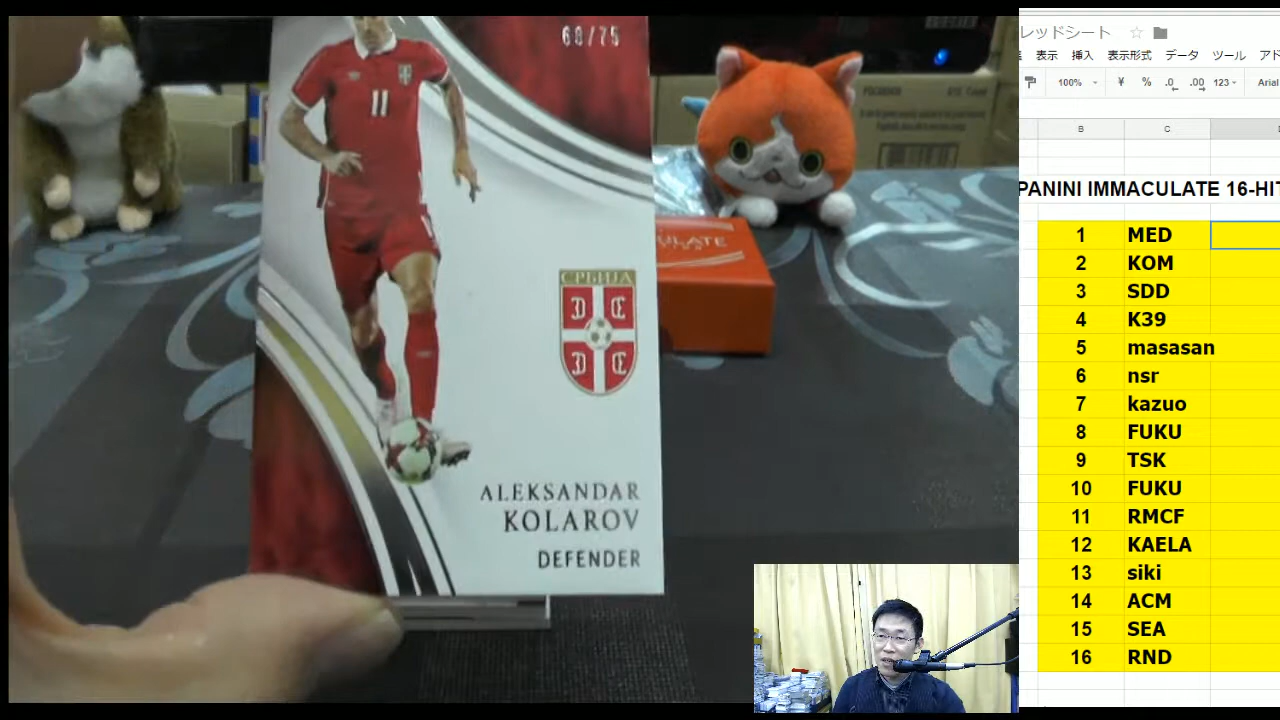 68/75
11
СРБИЈА
ULATE
ALEKSANDAR
KOLAROV
DEFENDER
レッドシート
表示 挿入 表示形式 データ ツール アド
100% ¥ % .0 .00 123 Arial
B C
PANINI IMMACULATE 16-HIT
1 MED
2 KOM
3 SDD
4 K39
5 masasan
6 nsr
7 kazuo
8 FUKU
9 TSK
10 FUKU
11 RMCF
12 KAELA
13 siki
14 ACM
15 SEA
16 RND